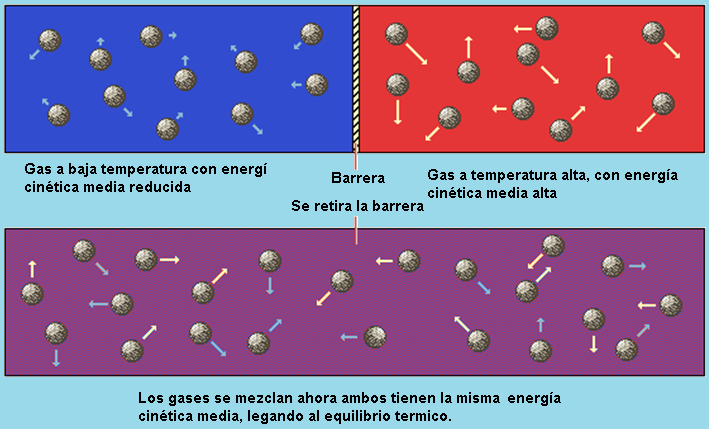 Gas a baja temperatura con energí
cinética media reducida
Barrera
Gas a temperatura alta, con energía
cinética media alta
Se retira la barrera
Los gases se mezclan ahora ambos tienen la misma energía
cinética media, legando al equilibrio termico.